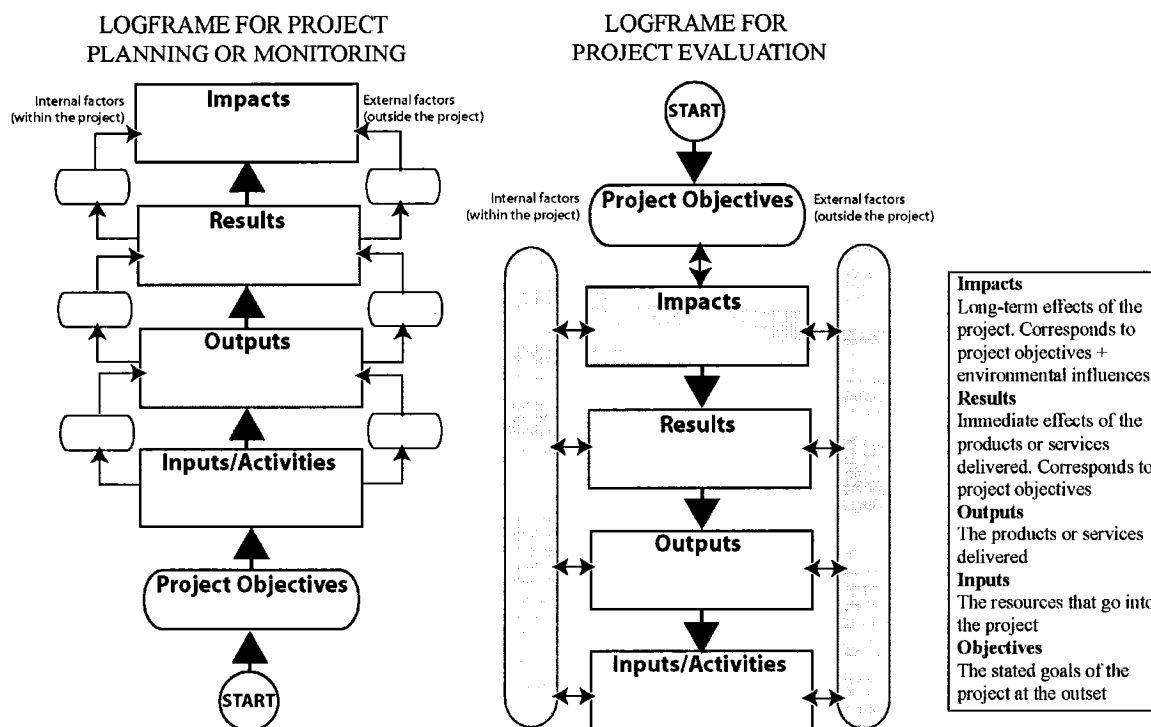 LOGFRAME FOR PROJECT
PLANNING OR MONITORING
Internal factors
(within the project)
Impacts
External factors
(outside the project)
Results
Outputs
Inputs/Activities
Project Objectives
START
LOGFRAME FOR
PROJECT EVALUATION
START
Internal factors
(within the project)
Project Objectives
External factors
(outside the project)
Impacts
Results
Outputs
Inputs/Activities
Impacts
Long-term effects of the
project. Corresponds to
project objectives +
environmental influences
Results
Immediate effects of the
products or services
delivered. Corresponds to
project objectives
Outputs
The products or services
delivered
Inputs
The resources that go into
the project
Objectives
The stated goals of the
project at the outset